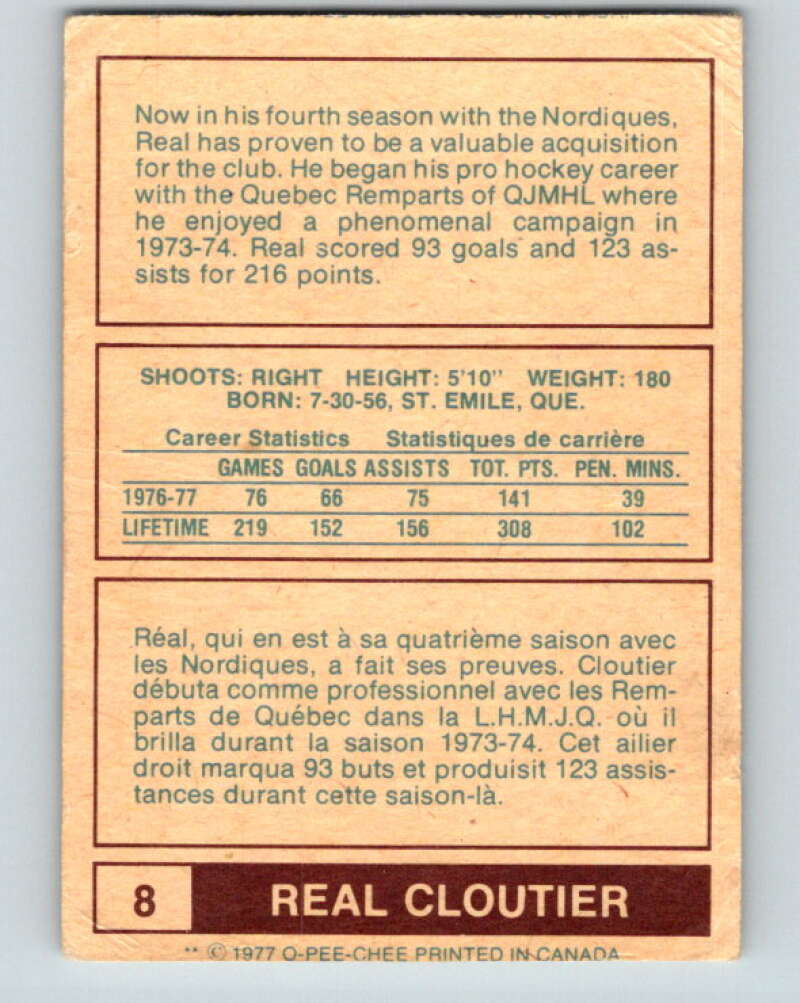 Now in his fourth season with the Nordiques,
Real has proven to be a valuable acquisition
for the club. He began his pro hockey career
with the Quebec Remparts of QJMHL where
he enjoyed a phenomenal campaign in
1973-74. Real scored 93 goals and 123 as-
sists for 216 points.
SHOOTS: RIGHT HEIGHT: 5'10" WEIGHT: 180
BORN: 7-30-56, ST. EMILE, QUE.
Career Statistics Statistiques de carrière
GAMES GOALS ASSISTS TOT. PTS. PEN. MINS.
1976-77 76 66 75 141 39
LIFETIME 219 152 156 308 102
Réal, qui en est à sa quatrième saison avec
les Nordiques, a fait ses preuves. Cloutier
débuta comme professionnel avec les Rem-
parts de Québec dans la L.H.M.J.Q. où il
brilla durant la saison 1973-74. Cet ailier
droit marqua 93 buts et produisit 123 assis-
tances durant cette saison-là.
8 REAL CLOUTIER
** © 1977 O-PEE-CHEE PRINTED IN CANADA